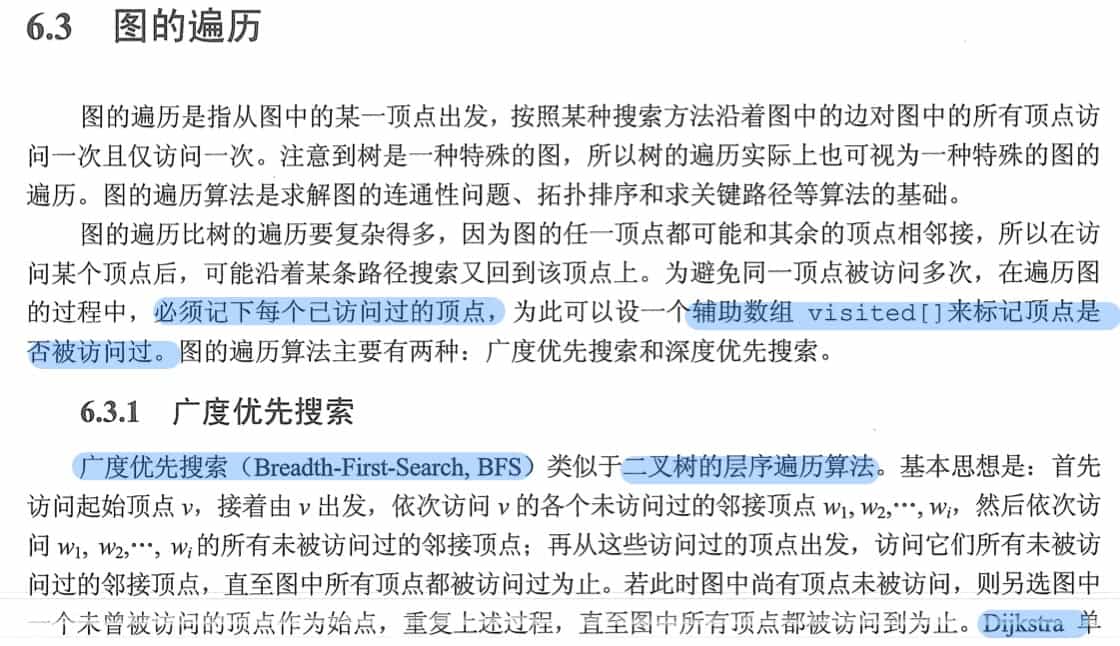 6.3 图的遍历
图的遍历是指从图中的某一顶点出发，按照某种搜索方法沿着图中的边对图中的所有顶点访
问一次且仅访问一次。注意到树是一种特殊的图，所以树的遍历实际上也可视为一种特殊的图的
遍历。图的遍历算法是求解图的连通性问题、拓扑排序和求关键路径等算法的基础。
图的遍历比树的遍历要复杂得多，因为图的任一顶点都可能和其余的顶点相邻接，所以在访
问某个顶点后，可能沿着某条路径搜索又回到该顶点上。为避免同一顶点被访问多次，在遍历图
的过程中，必须记下每个已访问过的顶点，为此可以设一个辅助数组 visited[]来标记顶点是
否被访问过。图的遍历算法主要有两种：广度优先搜索和深度优先搜索。
6.3.1 广度优先搜索
广度优先搜索（Breadth-First-Search, BFS）类似于二叉树的层序遍历算法。基本思想是：首先
访问起始顶点 v，接着由 v 出发，依次访问 v 的各个未访问过的邻接顶点 w₁, w₂,⋯, wᵢ，然后依次访
问 w₁, w₂,⋯, wᵢ 的所有未被访问过的邻接顶点；再从这些访问过的顶点出发，访问它们所有未被访
问过的邻接顶点，直至图中所有顶点都被访问过为止。若此时图中尚有顶点未被访问，则另选图中
一个未曾被访问的顶点作为始点，重复上述过程，直至图中所有顶点都被访问到为止。Dijkstra 单